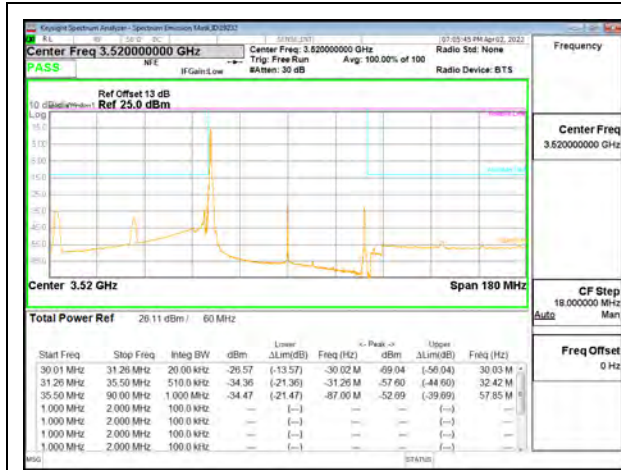 Keysight Spectrum Analyzer - Spectrum Emission Mask
RL
SENSE:INT
07:05:45 PM Apr 02, 2022
Center Freq 3.520000000 GHz
Center Freq: 3.520000000 GHz
Radio Std: None
Frequency
PASS
NFE
Trig: Free Run
Avg: 100.00% of 100
IFGain:Low
#Atten: 30 dB
Radio Device: BTS
Ref Offset 13 dB
Ref 25.0 dBm
Log
Center Freq
3.520000000 GHz
Center 3.52 GHz
Span 180 MHz
CF Step
18.000000 MHz
Auto Man
Total Power Ref 26.11 dBm / 60 MHz
Freq Offset
0 Hz
Lower <- Peak -> Upper
Start Freq Stop Freq Integ BW dBm ΔLim(dB) Freq (Hz) dBm ΔLim(dB) Freq (Hz)
30.01 MHz 31.26 MHz 20.00 kHz -26.57 (-13.57) -30.02 M -69.04 (-56.04) 30.03 M
31.26 MHz 35.50 MHz 510.0 kHz -34.36 (-21.36) -31.26 M -57.60 (-44.60) 32.42 M
35.50 MHz 90.00 MHz 1.000 MHz -34.47 (-21.47) -87.00 M -52.69 (-39.69) 57.85 M
1.000 MHz 2.000 MHz 100.0 kHz --- (---) --- --- (---) ---
1.000 MHz 2.000 MHz 100.0 kHz --- (---) --- --- (---) ---
1.000 MHz 2.000 MHz 100.0 kHz --- (---) --- --- (---) ---
MSG
STATUS